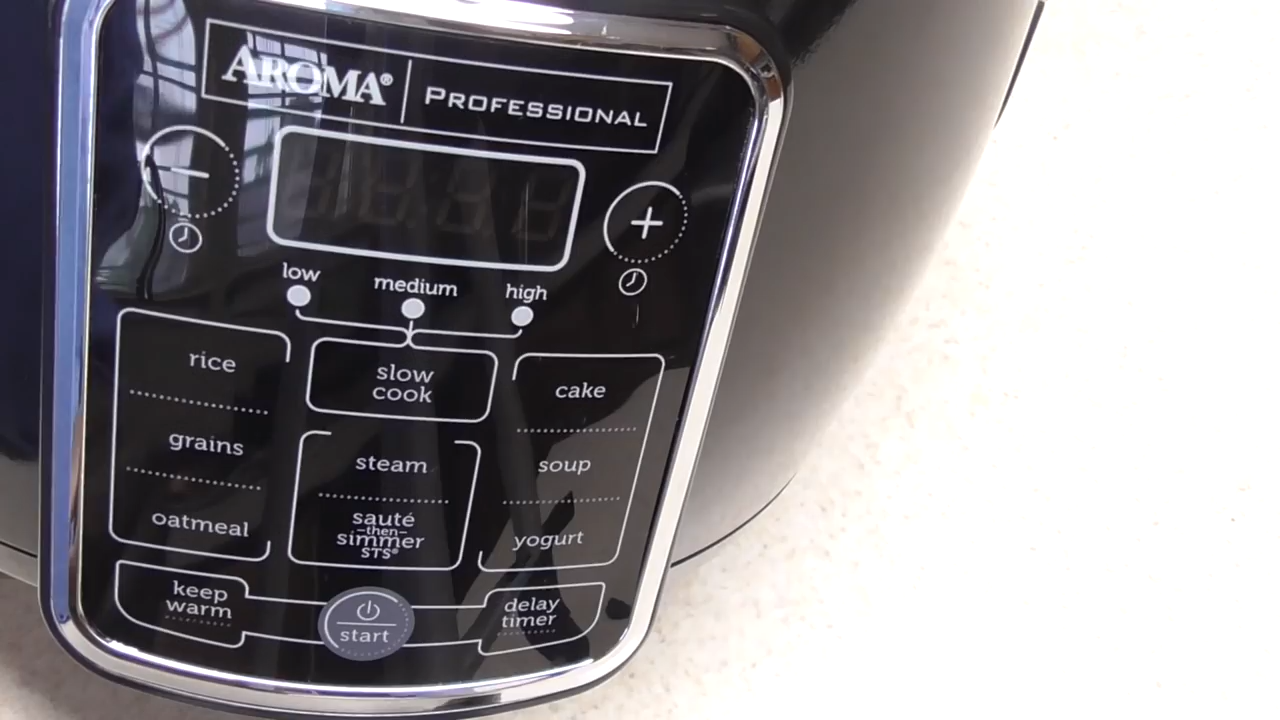 AROMA® PROFESSIONAL
low medium high
rice
slow
cook
cake
grains
steam
soup
oatmeal
sauté
-then-
simmer
STS®
yogurt
keep
warm
start
delay
timer